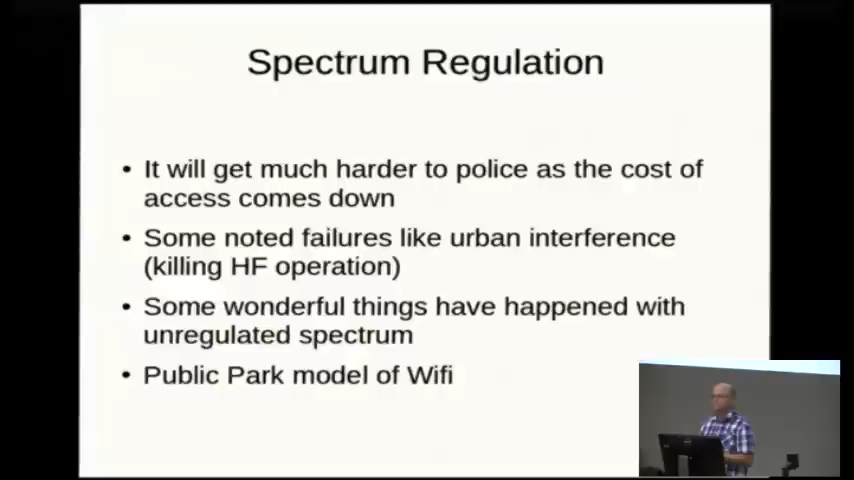 Spectrum Regulation
• It will get much harder to police as the cost of
access comes down
• Some noted failures like urban interference
(killing HF operation)
• Some wonderful things have happened with
unregulated spectrum
• Public Park model of Wifi